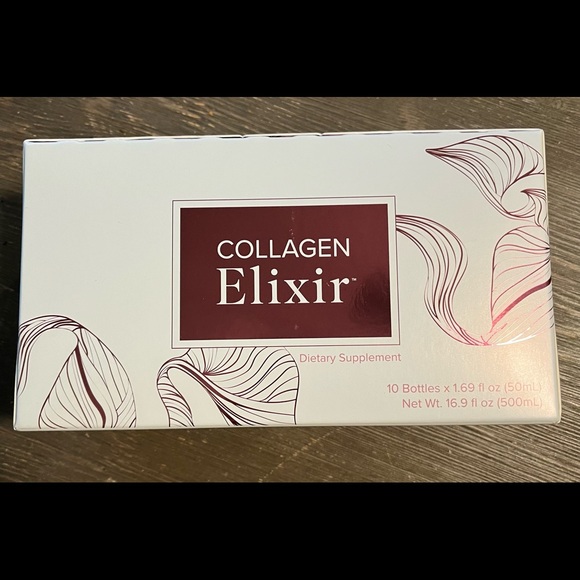 COLLAGEN
Elixir™
Dietary Supplement
10 Bottles x 1.69 fl oz (50mL)
Net Wt. 16.9 fl oz (500mL)